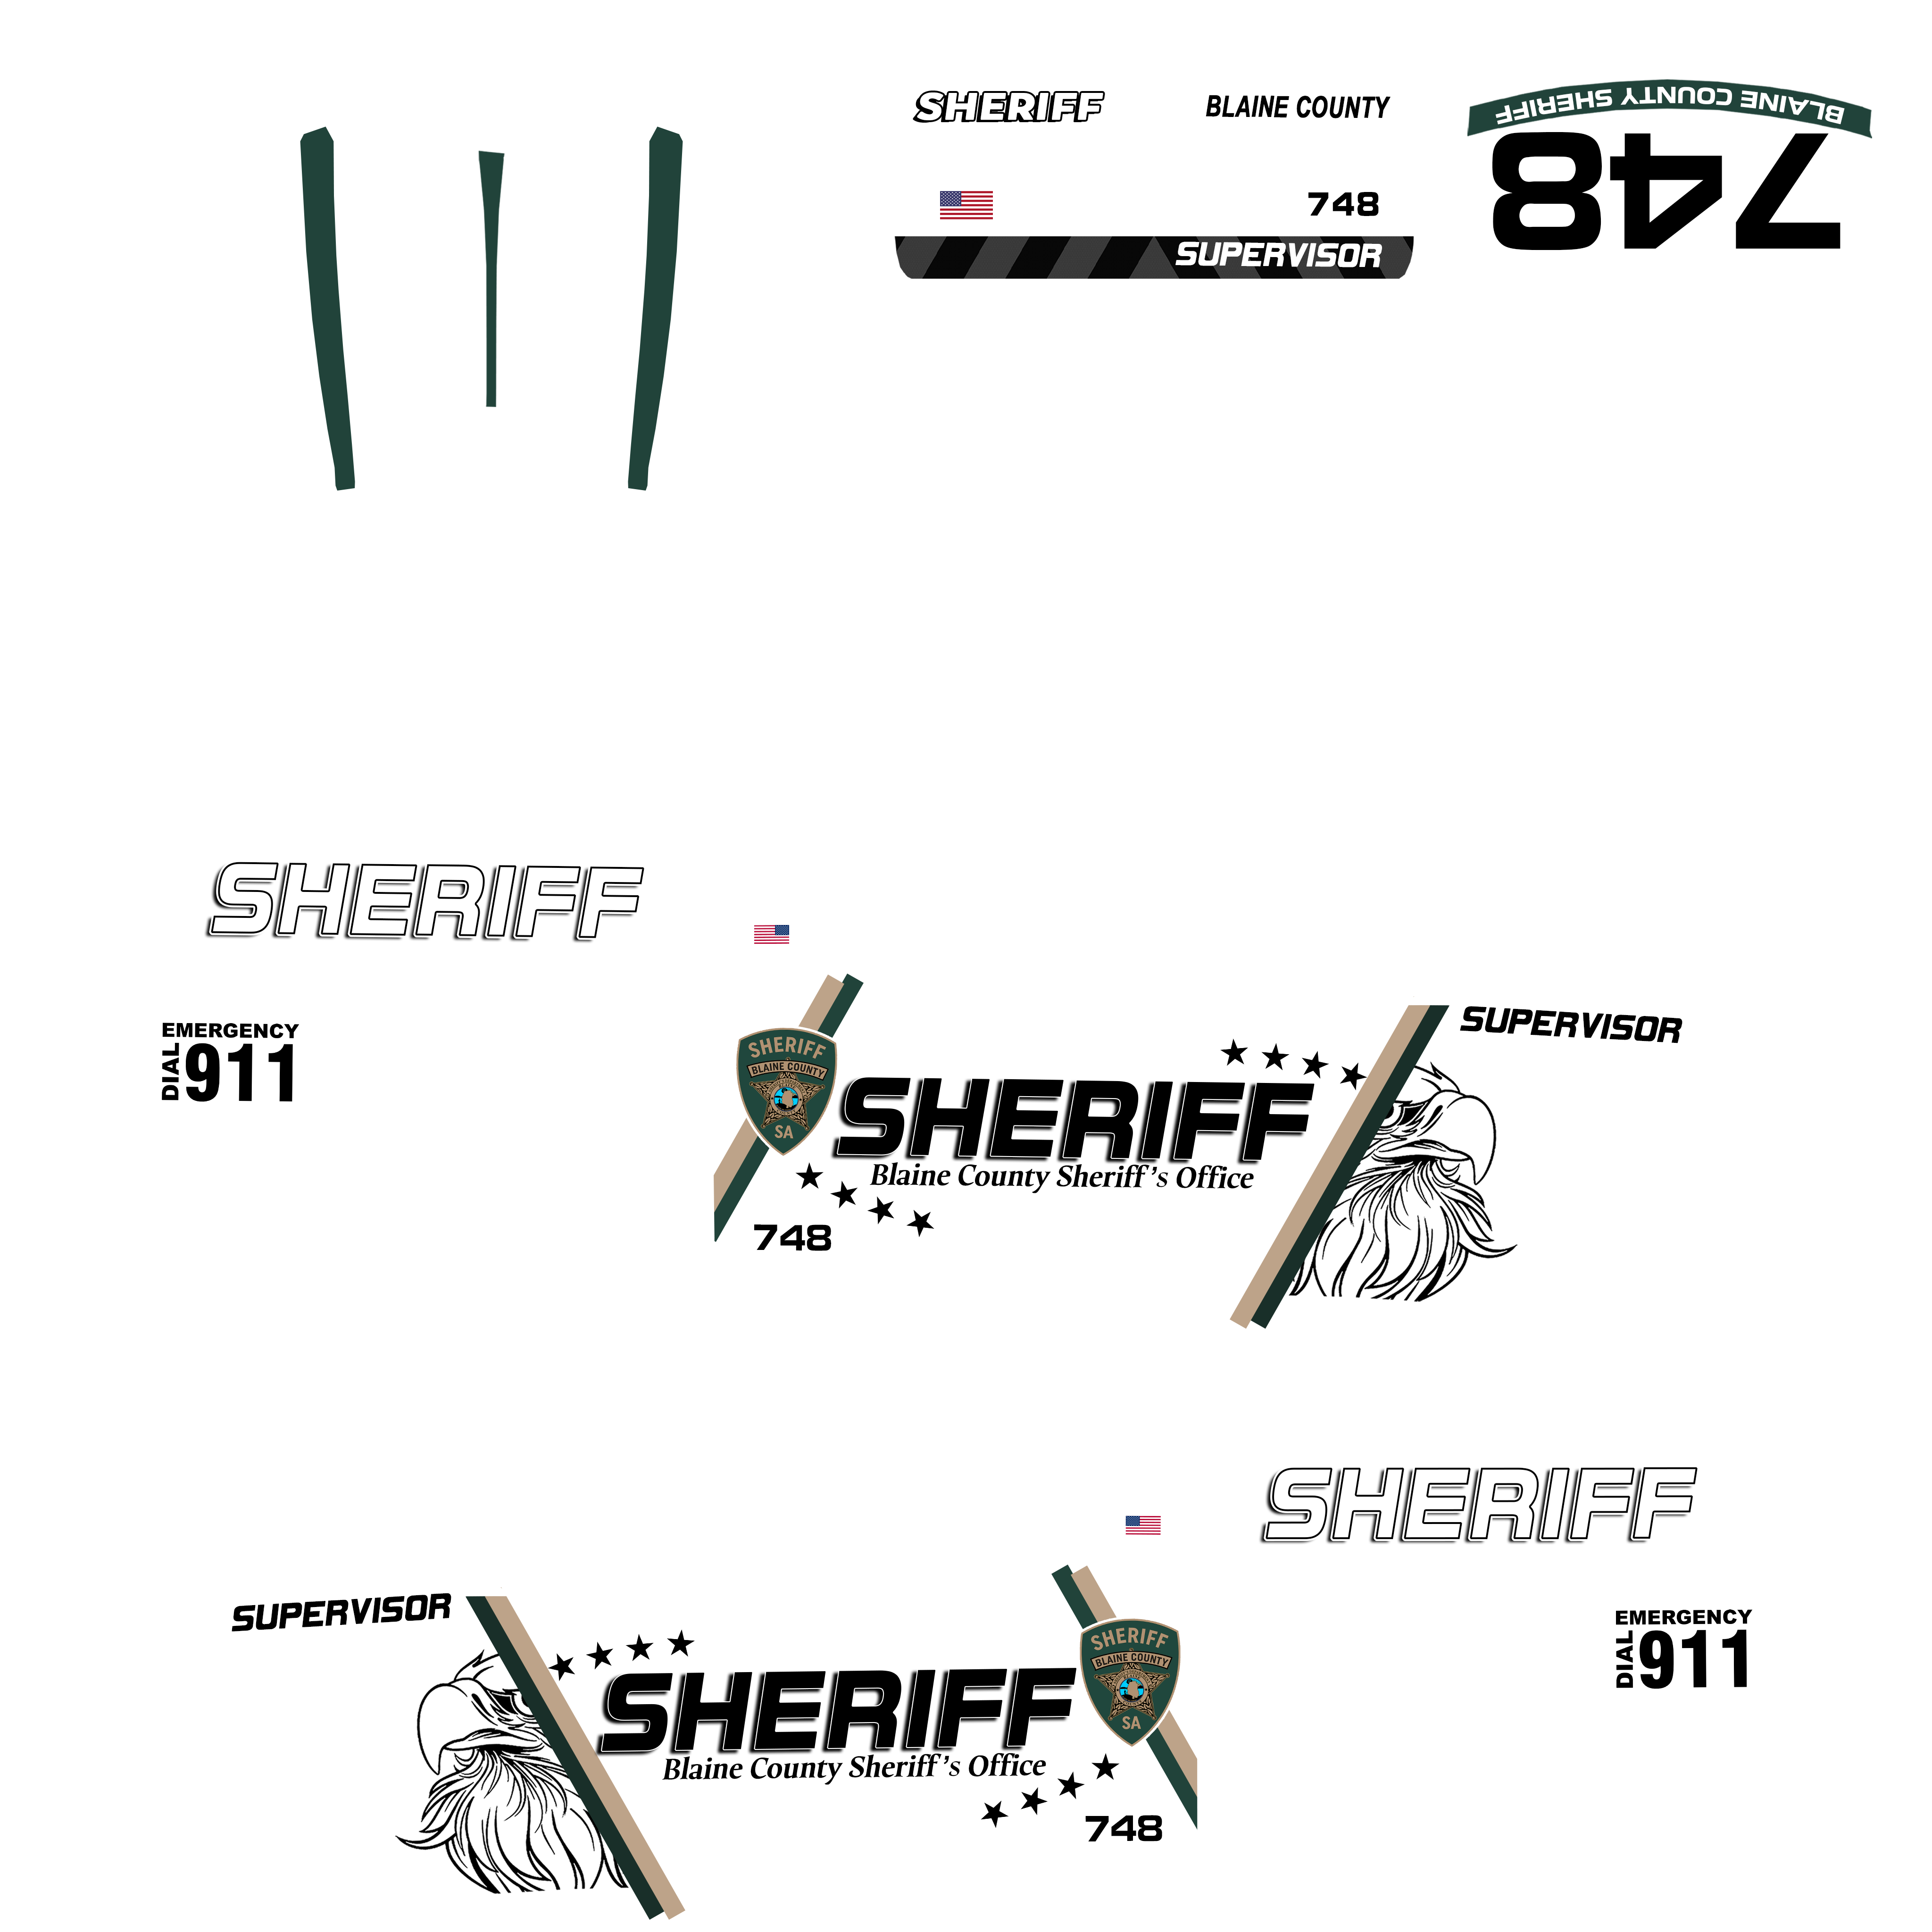 SHERIFF
BLAINE COUNTY
BLAINE COUNTY SHERIFF
748
748
SUPERVISOR
SHERIFF
EMERGENCY
DIAL
911
SHERIFF
BLAINE COUNTY
SA
SHERIFF
Blaine County Sheriff's Office
748
SUPERVISOR
SHERIFF
SUPERVISOR
SHERIFF
Blaine County Sheriff's Office
SHERIFF
BLAINE COUNTY
SA
748
EMERGENCY
DIAL
911